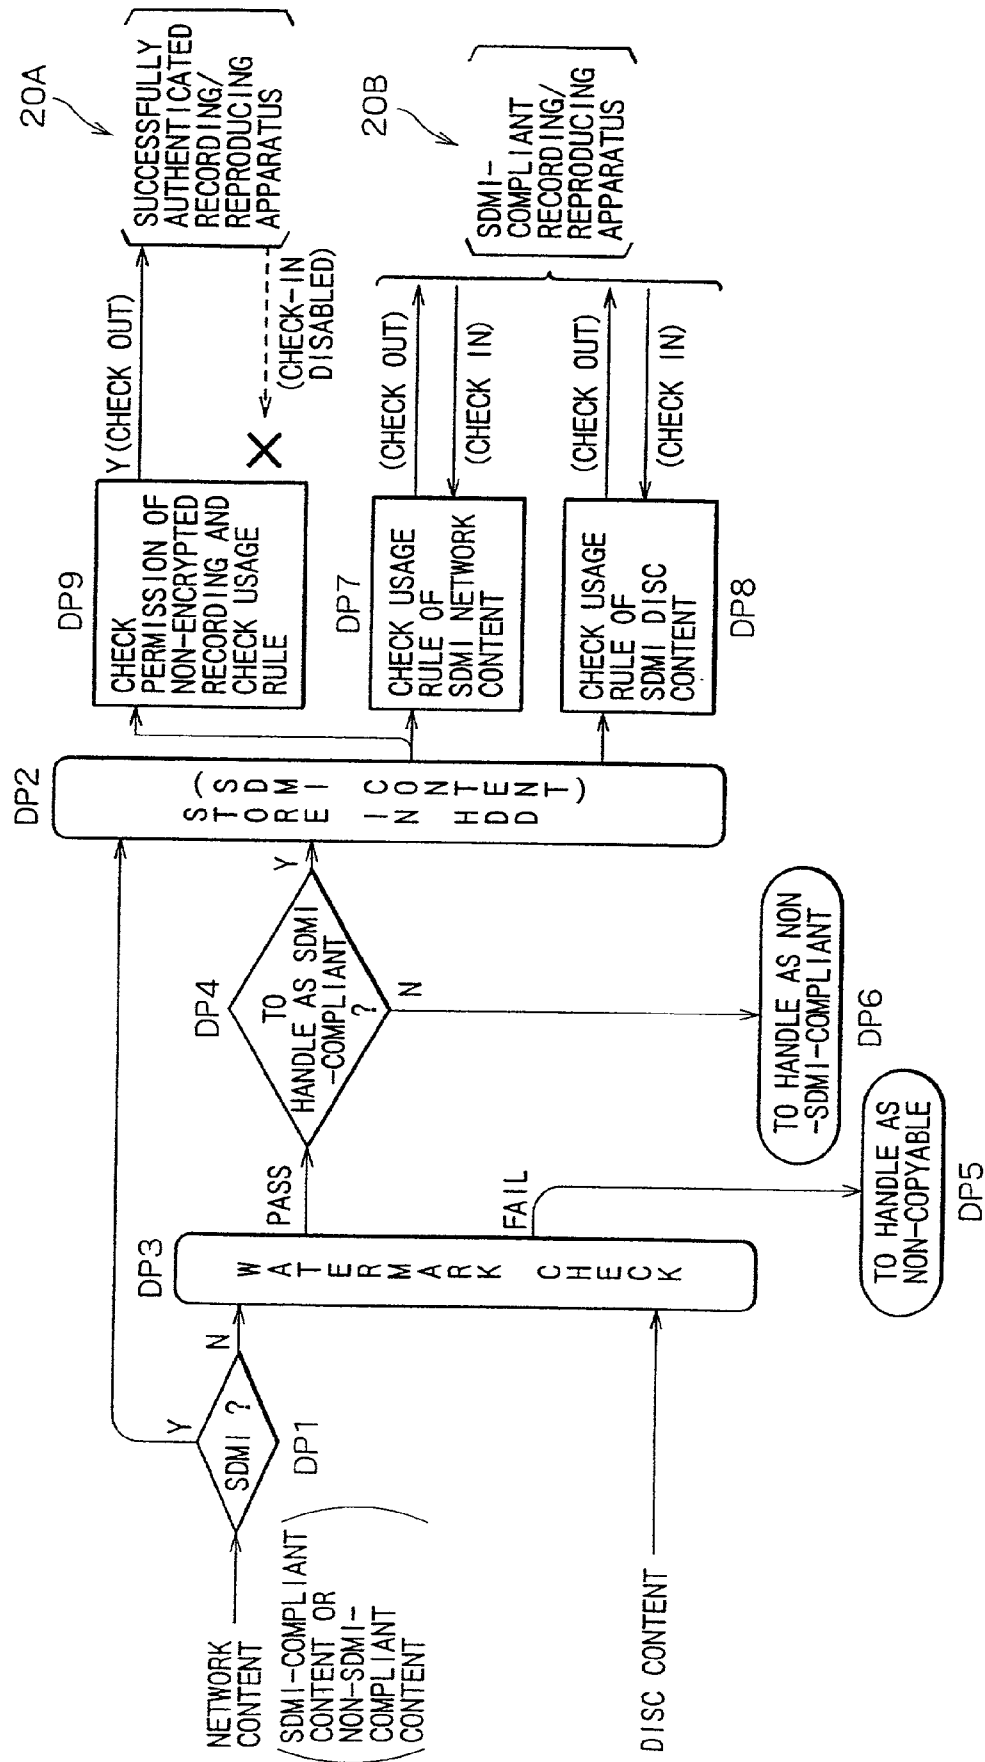 NETWORK
CONTENT
SDMI-COMPLIANT
CONTENT OR
NON-SDMI-
COMPLIANT
CONTENT
DISC CONTENT
SDMI ?
DP1
Y
N
DP3
WATERMARK CHECK
PASS
FAIL
DP4
TO
HANDLE AS SDMI
-COMPLIANT
?
Y
N
TO HANDLE AS
NON-COPYABLE
DP5
TO HANDLE AS NON
-SDMI-COMPLIANT
DP6
DP2
STORE IN HDD
(SDMI CONTENT)
DP9
CHECK
PERMISSION OF
NON-ENCRYPTED
RECORDING AND
CHECK USAGE
RULE
DP7
CHECK USAGE
RULE OF
SDMI NETWORK
CONTENT
CHECK USAGE
RULE OF
SDMI DISC
CONTENT
DP8
Y(CHECK OUT)
(CHECK-IN
DISABLED)
(CHECK OUT)
(CHECK IN)
(CHECK OUT)
(CHECK IN)
20A
SUCCESSFULLY
AUTHENTICATED
RECORDING/
REPRODUCING
APPARATUS
20B
SDMI-
COMPLIANT
RECORDING/
REPRODUCING
APPARATUS